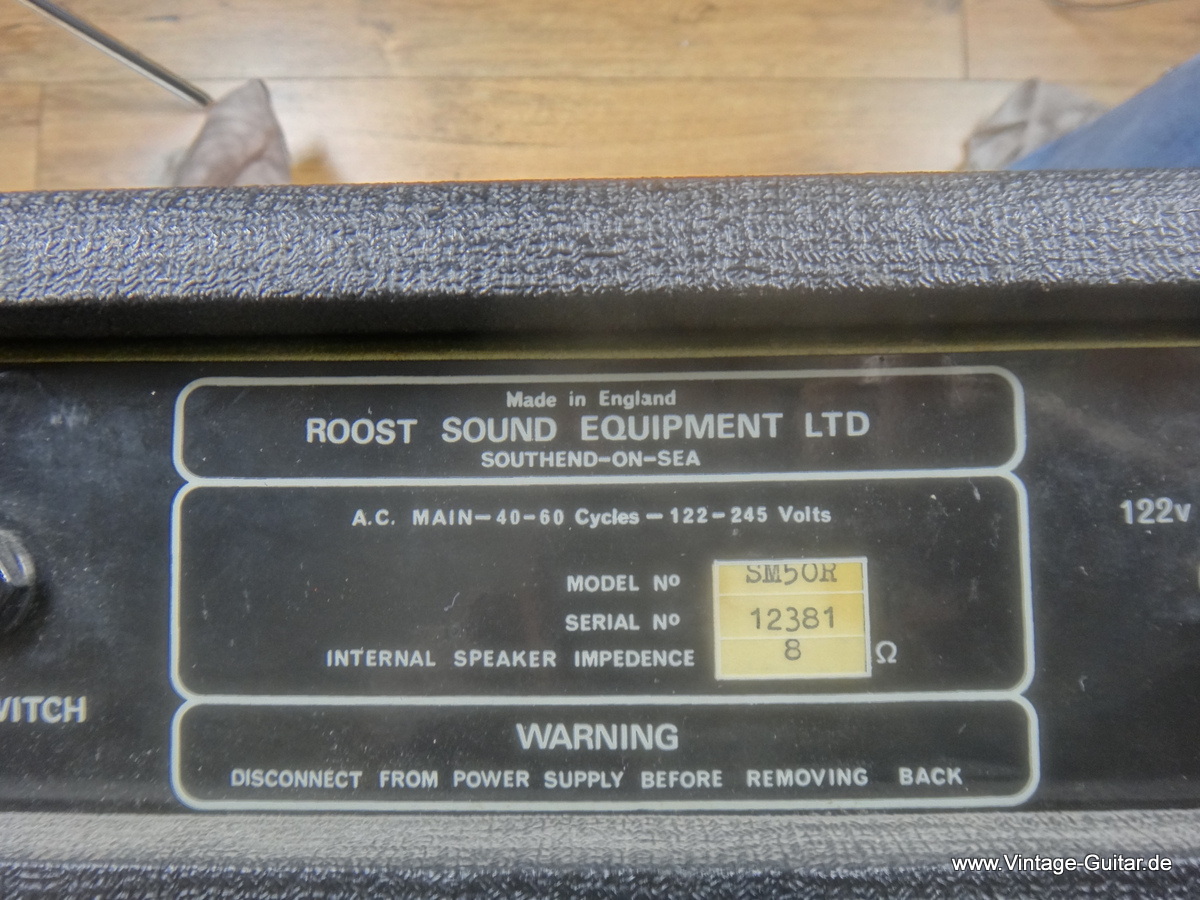 Made in England
ROOST SOUND EQUIPMENT LTD
SOUTHEND-ON-SEA
A.C. MAIN-40-60 Cycles-122-245 Volts
122v
MODEL Nº SM50R
SERIAL Nº 12381
INTERNAL SPEAKER IMPEDENCE 8 Ω
WITCH
WARNING
DISCONNECT FROM POWER SUPPLY BEFORE REMOVING BACK
www.Vintage-Guitar.de